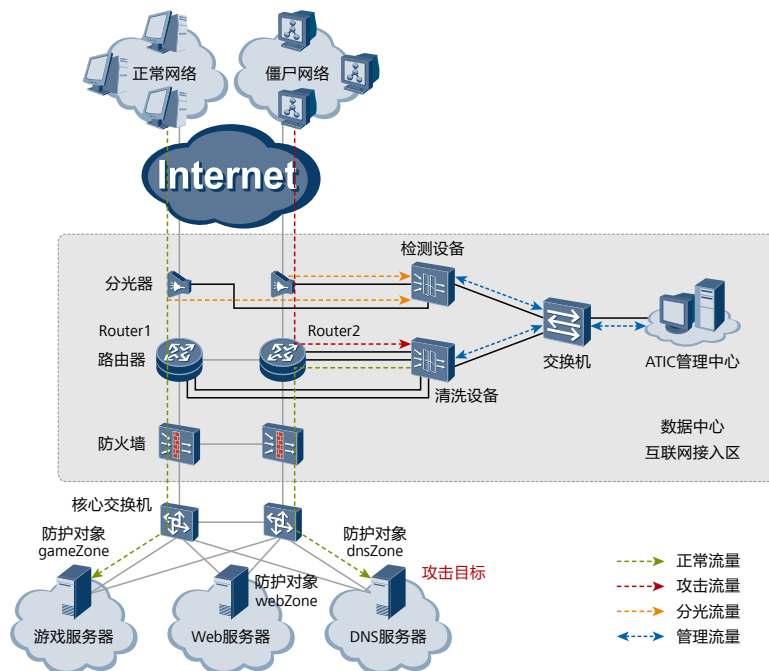 正常网络
僵尸网络
Internet
检测设备
分光器
Router1
Router2
路由器
交换机
ATIC管理中心
清洗设备
数据中心
互联网接入区
防火墙
核心交换机
防护对象
gameZone
防护对象
dnsZone
攻击目标
防护对象
webZone
游戏服务器
Web服务器
DNS服务器
正常流量
攻击流量
分光流量
管理流量